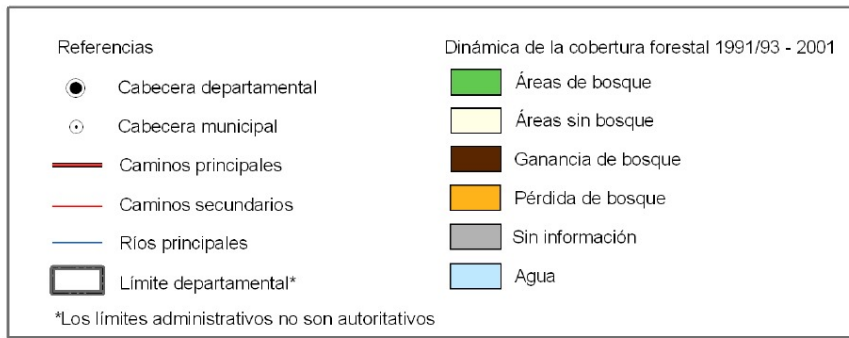 Referencias
Cabecera departamental
Cabecera municipal
Caminos principales
Caminos secundarios
Ríos principales
Límite departamental*
*Los límites administrativos no son autoritativos
Dinámica de la cobertura forestal 1991/93 - 2001
Áreas de bosque
Áreas sin bosque
Ganancia de bosque
Pérdida de bosque
Sin información
Agua